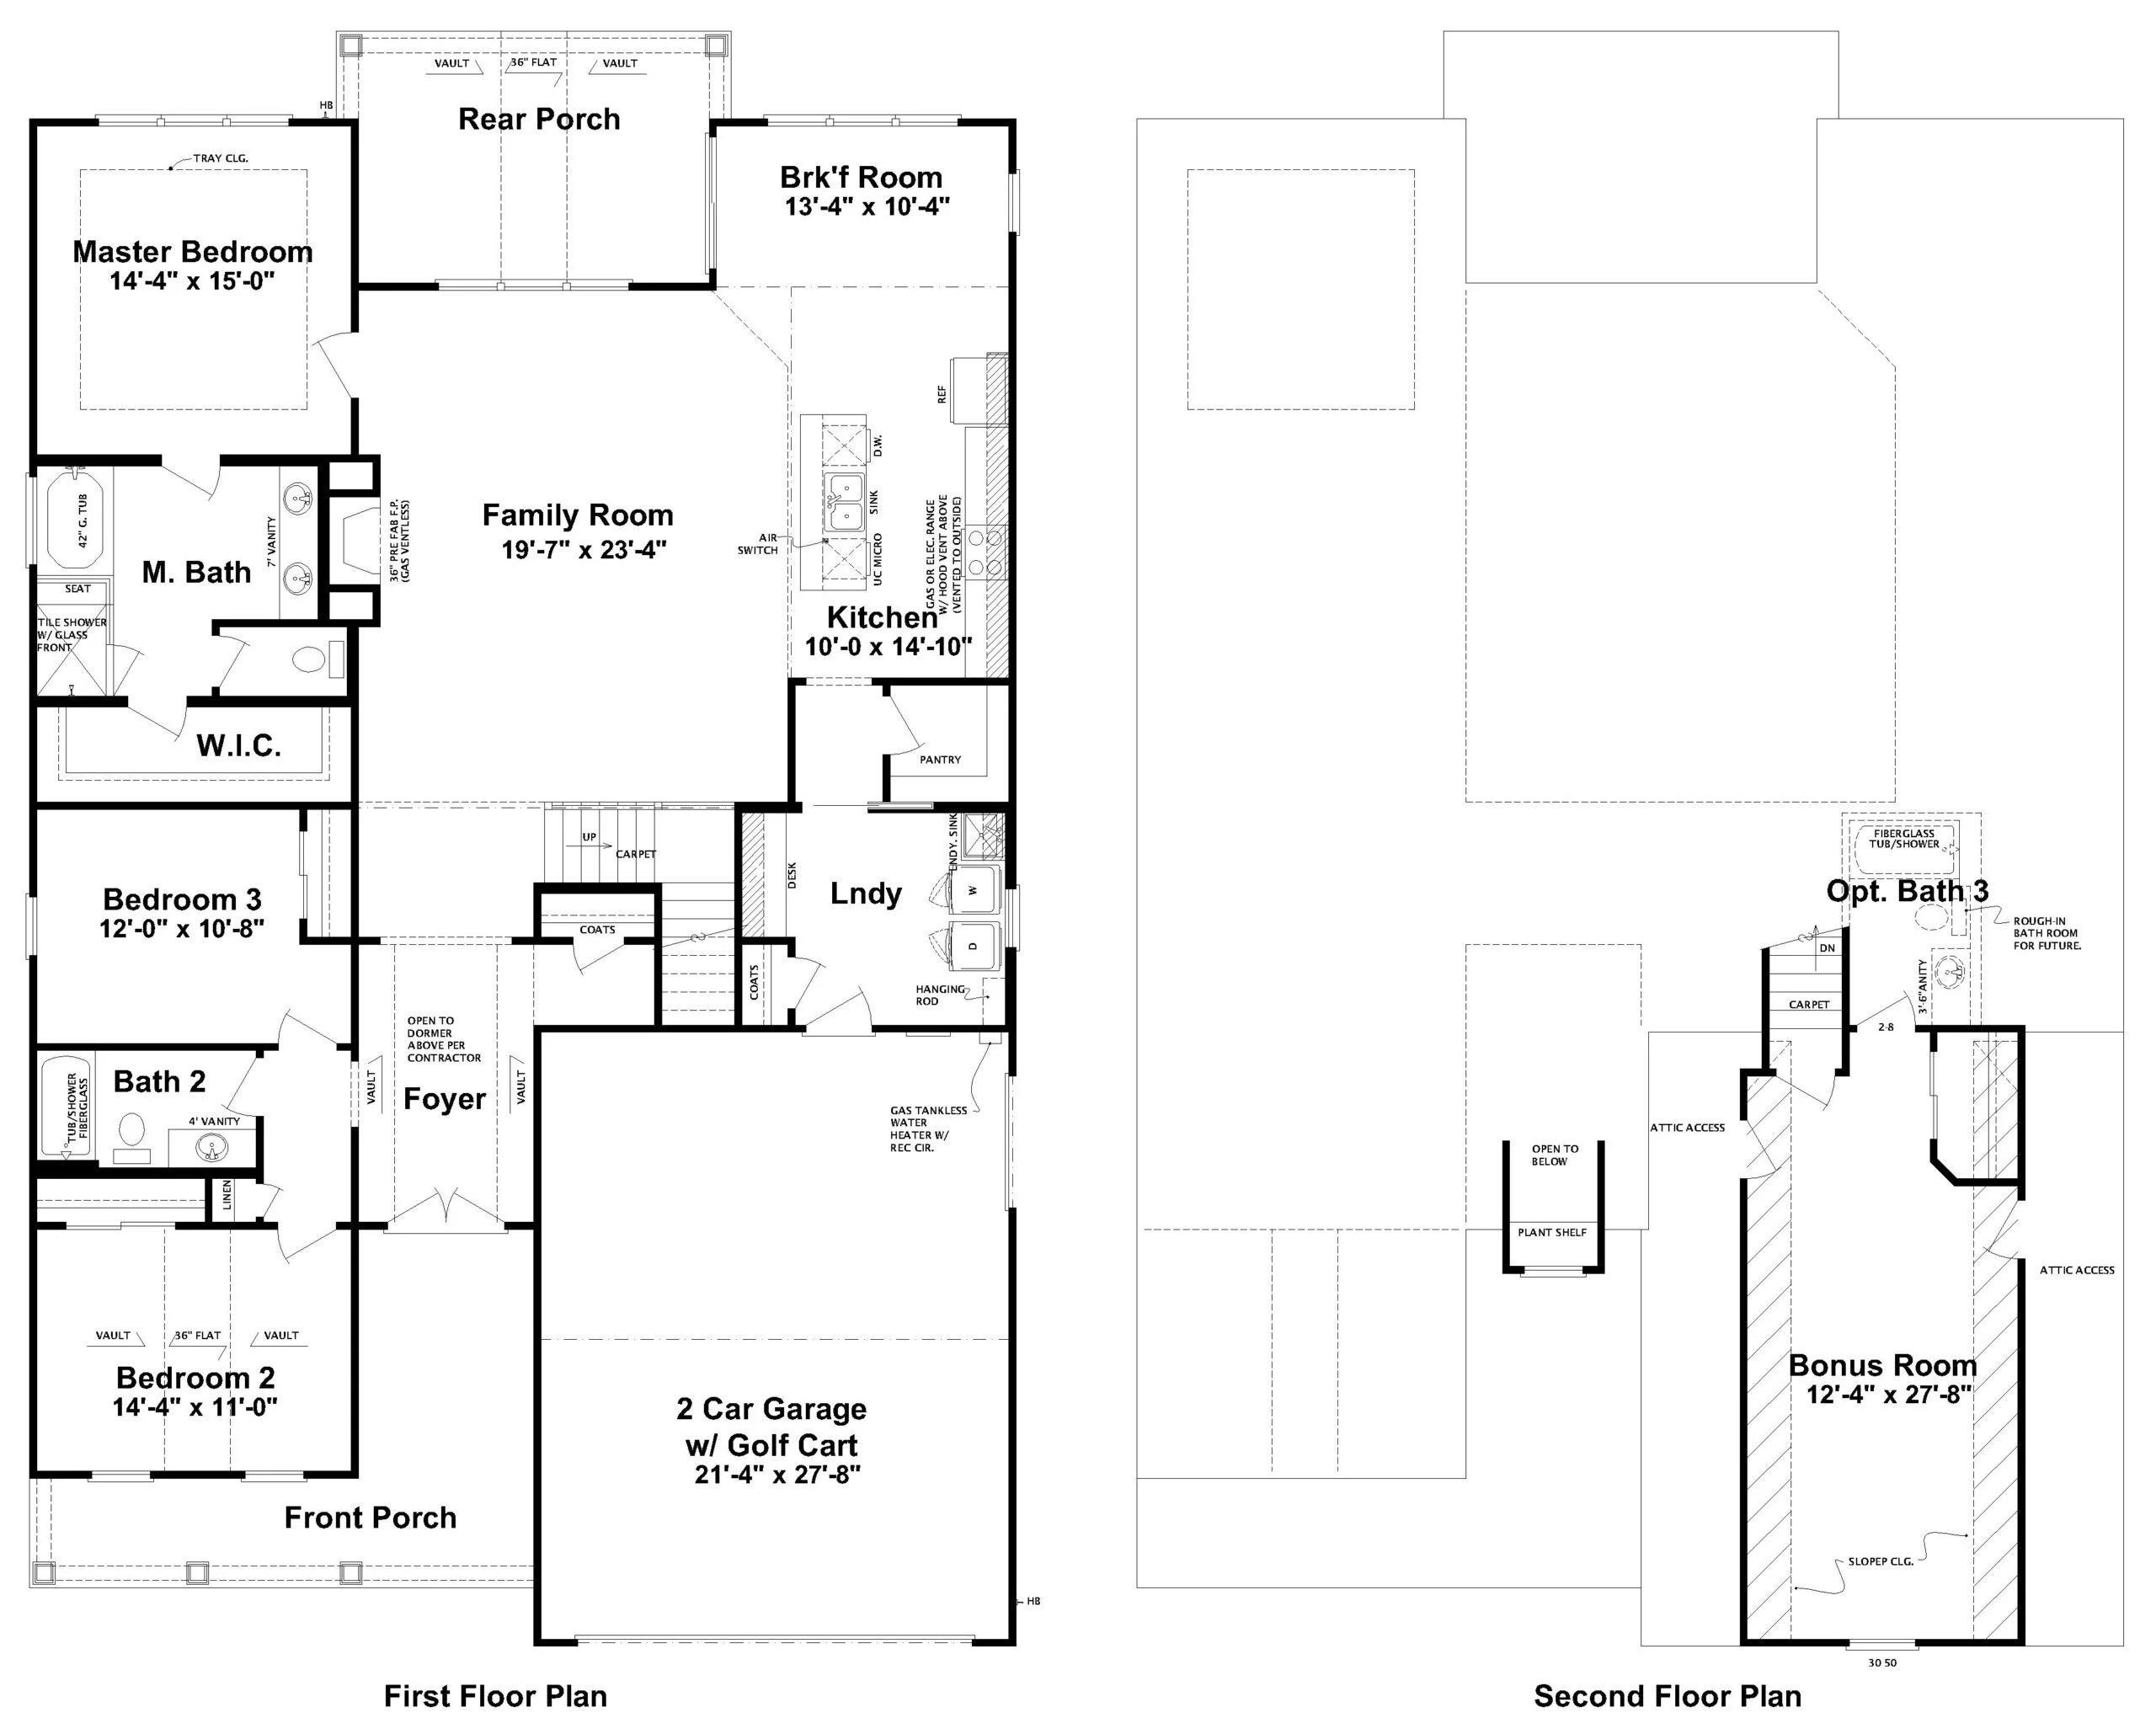 VAULT
36" FLAT
VAULT
Rear Porch
HB
TRAY CLG.
Master Bedroom
14'-4" x 15'-0"
Brk'f Room
13'-4" x 10'-4"
REF
D.W.
SINK
UC MICRO
AIR
SWITCH
GAS OR ELEC. RANGE
W/ HOOD VENT ABOVE
(VENTED TO OUTSIDE)
Kitchen
10'-0 x 14'-10"
Family Room
19'-7" x 23'-4"
36" PRE FAB F.P.
(GAS VENTLESS)
42" G. TUB
7' VANITY
M. Bath
SEAT
TILE SHOWER
W/ GLASS
FRONT
W.I.C.
PANTRY
UP
CARPET
DESK
LNDY. SINK
W
D
Lndy
HANGING
ROD
COATS
COATS
Bedroom 3
12'-0" x 10'-8"
OPEN TO
DORMER
ABOVE PER
CONTRACTOR
VAULT
VAULT
Foyer
Bath 2
TUB/SHOWER
FIBERGLASS
4' VANITY
LINEN
GAS TANKLESS
WATER
HEATER W/
REC CIR.
VAULT
36" FLAT
VAULT
Bedroom 2
14'-4" x 11'-0"
2 Car Garage
w/ Golf Cart
21'-4" x 27'-8"
Front Porch
HB
First Floor Plan
FIBERGLASS
TUB/SHOWER
Opt. Bath 3
ROUGH-IN
BATH ROOM
FOR FUTURE.
3'-6"ANITY
DN
CARPET
2-8
ATTIC ACCESS
OPEN TO
BELOW
PLANT SHELF
ATTIC ACCESS
Bonus Room
12'-4" x 27'-8"
SLOPEP CLG.
30 50
Second Floor Plan